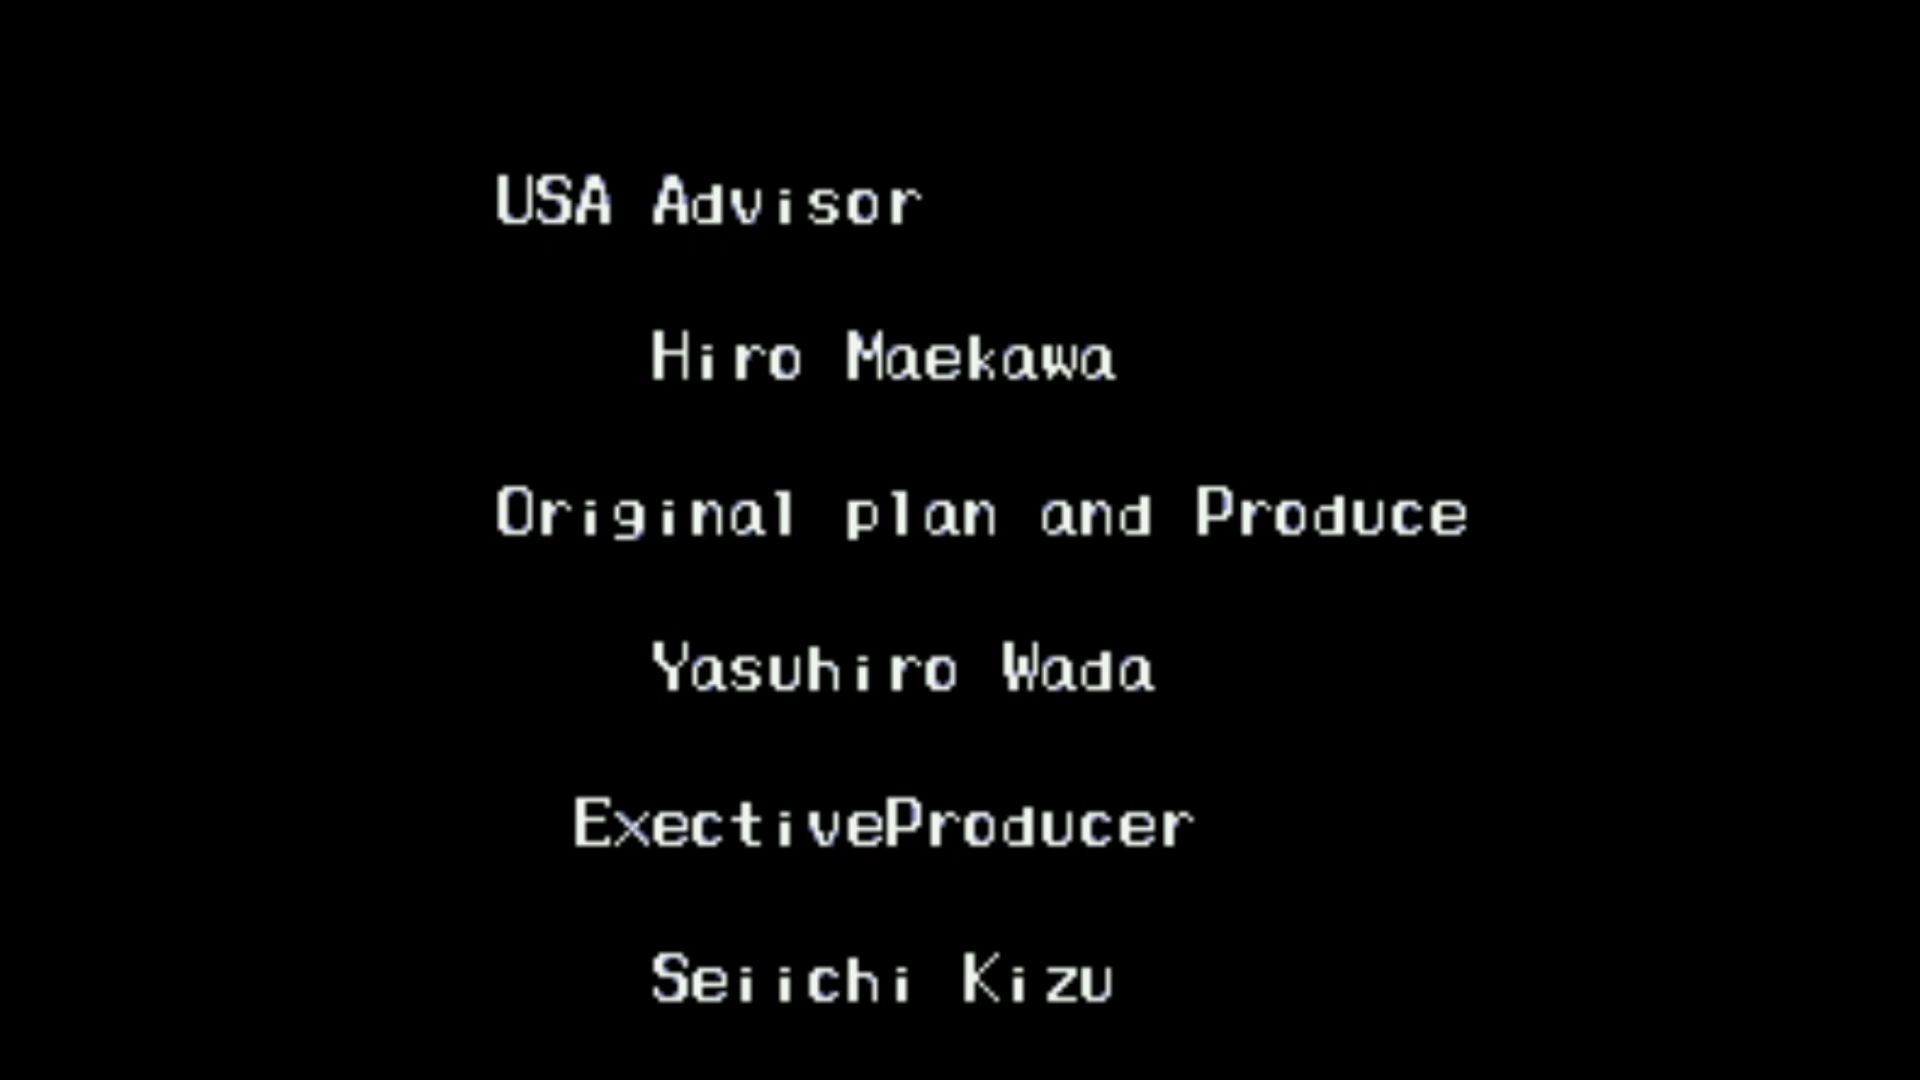 USA Advisor
Hiro Maekawa
Original plan and Produce
Yasuhiro Wada
ExectiveProducer
Seiichi Kizu